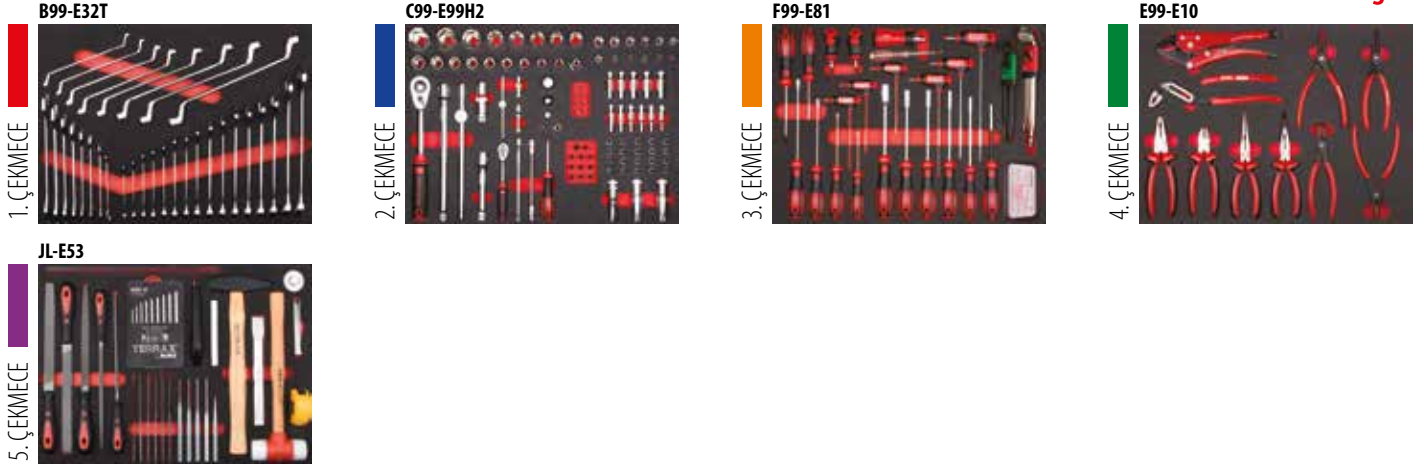 B99-E32T
1. ÇEKMECE
C99-E99H2
2. ÇEKMECE
F99-E81
3. ÇEKMECE
E99-E10
4. ÇEKMECE
JL-E53
5. ÇEKMECE
TERRAX